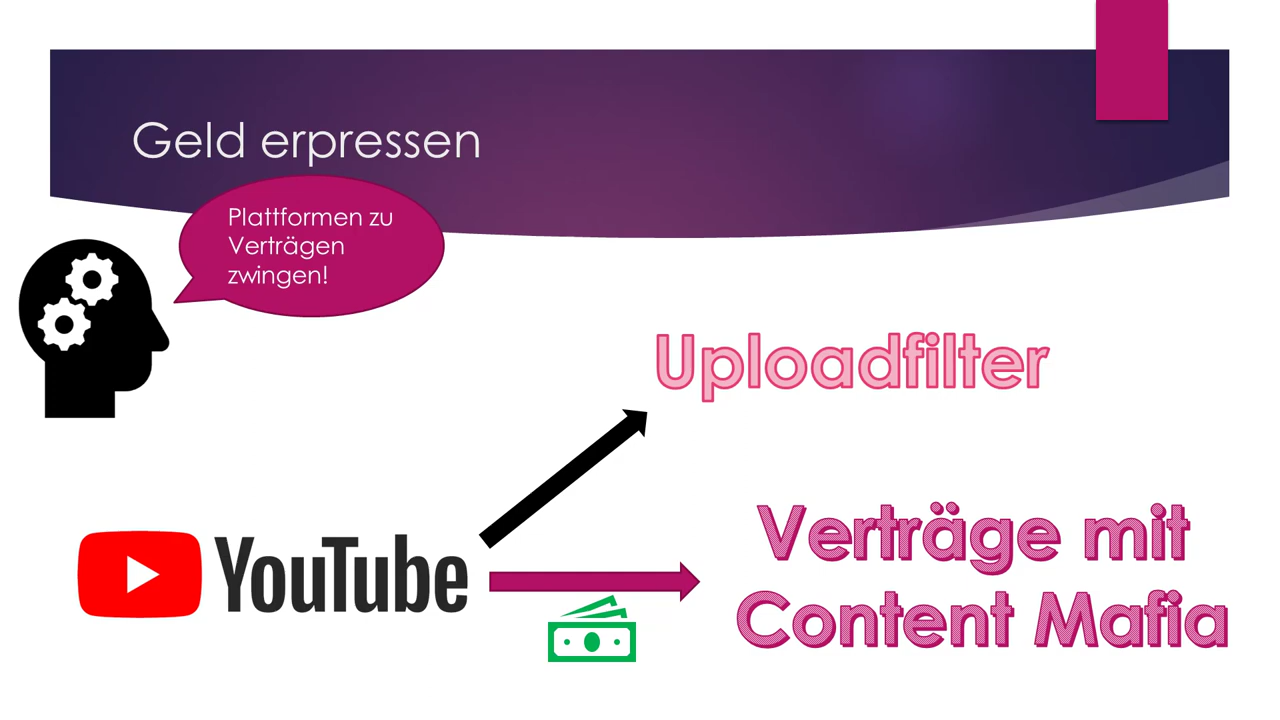 Geld erpressen
Plattformen zu
Verträgen
zwingen!
Uploadfilter
YouTube
Verträge mit
Content Mafia